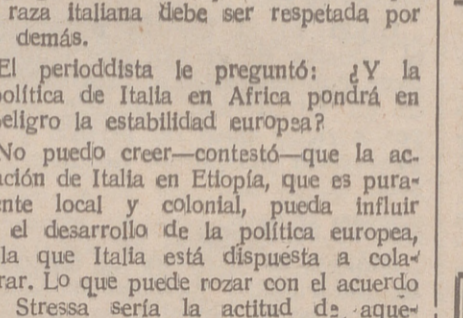 raza italiana debe ser respetada por
demás.
El perioddista le preguntó: ¿Y la
política de Italia en Africa pondrá en
peligro la estabilidad europea?
No puedo creer—contestó—que la ac-
ción de Italia en Etiopía, que es pura-
nte local y colonial, pueda influir
el desarrollo de la política europea,
la que Italia está dispuesta a cola-
rar. Lo que puede rozar con el acuerdo
Stressa sería la actitud de aque-